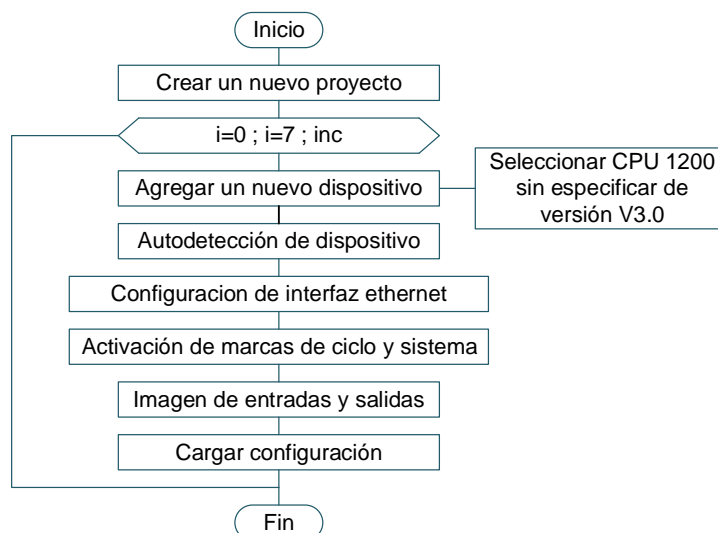 Inicio
Crear un nuevo proyecto
i=0 ; i=7 ; inc
Agregar un nuevo dispositivo
Seleccionar CPU 1200
sin especificar de
versión V3.0
Autodetección de dispositivo
Configuracion de interfaz ethernet
Activación de marcas de ciclo y sistema
Imagen de entradas y salidas
Cargar configuración
Fin